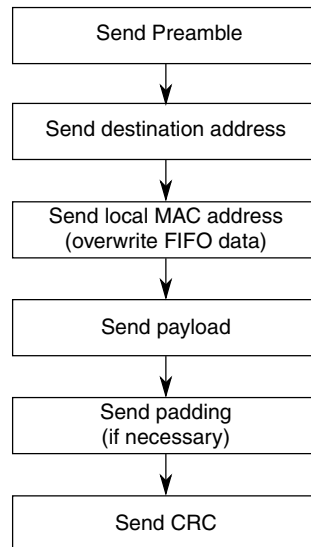 Send Preamble
Send destination address
Send local MAC address
(overwrite FIFO data)
Send payload
Send padding
(if necessary)
Send CRC